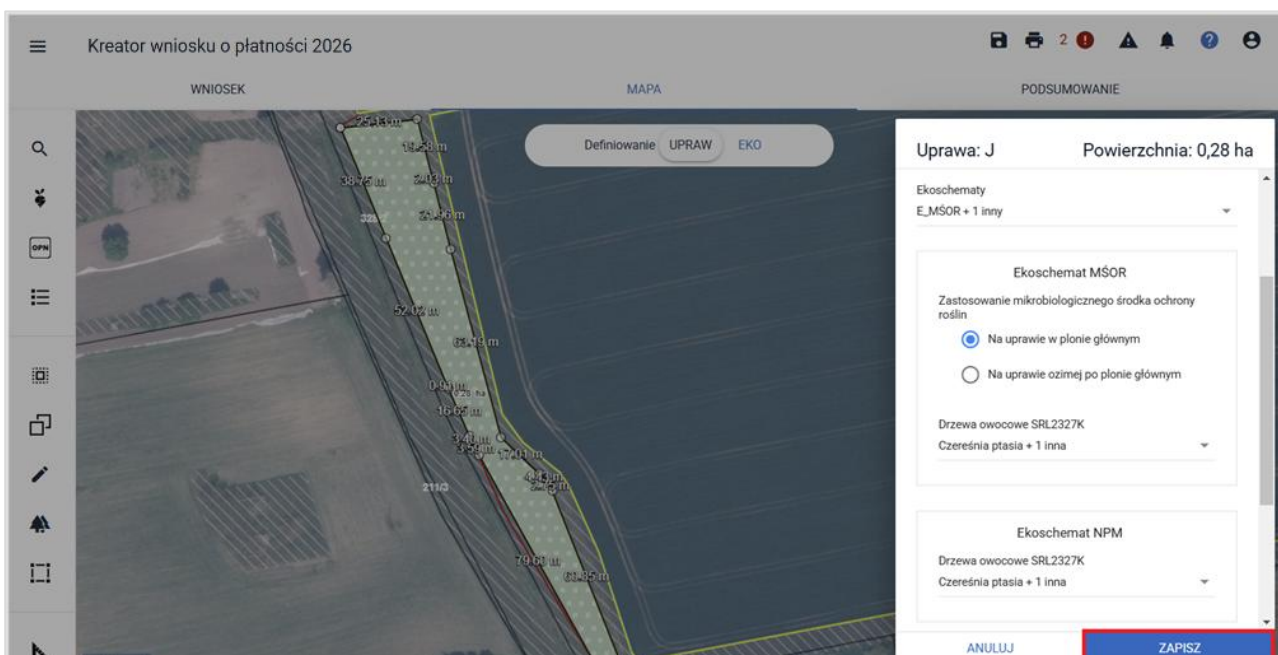 Kreator wniosku o płatności 2026
2
WNIOSEK
MAPA
PODSUMOWANIE
Definiowanie UPRAW EKO
OPN
25.13 m
19.58 m
38.75 m
2.03 m
21.96 m
52.02 m
63.19 m
0.91 m
16.65 m
17.01 m
211/3
79.61 m
63.85 m
Uprawa: J Powierzchnia: 0,28 ha
Ekoschematy
E_MŚOR + 1 inny
Ekoschemat MŚOR
Zastosowanie mikrobiologicznego środka ochrony
roślin
Na uprawie w plonie głównym
Na uprawie ozimej po plonie głównym
Drzewa owocowe SRL2327K
Czereśnia ptasia + 1 inna
Ekoschemat NPM
Drzewa owocowe SRL2327K
Czereśnia ptasia + 1 inna
ANULUJ ZAPISZ